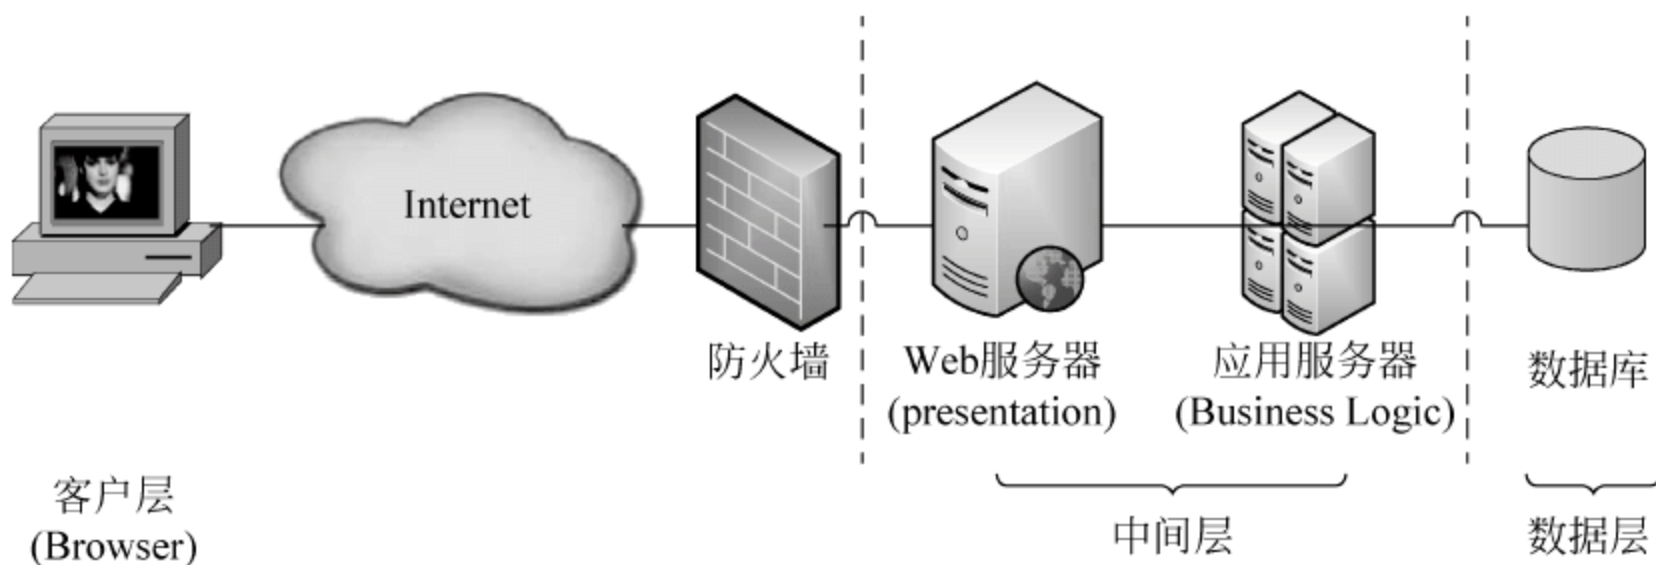 Internet
防火墙
Web服务器
(presentation)
应用服务器
(Business Logic)
数据库
客户层
(Browser)
中间层
数据层